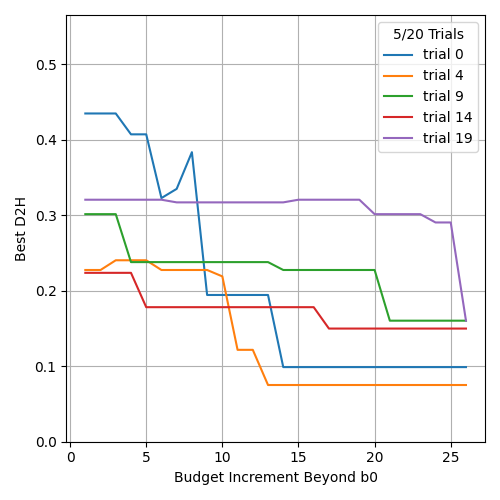 5/20 Trials
trial 0
trial 4
trial 9
trial 14
trial 19
0.5
0.4
0.3
0.2
0.1
0.0
Best D2H
0 5 10 15 20 25
Budget Increment Beyond b0